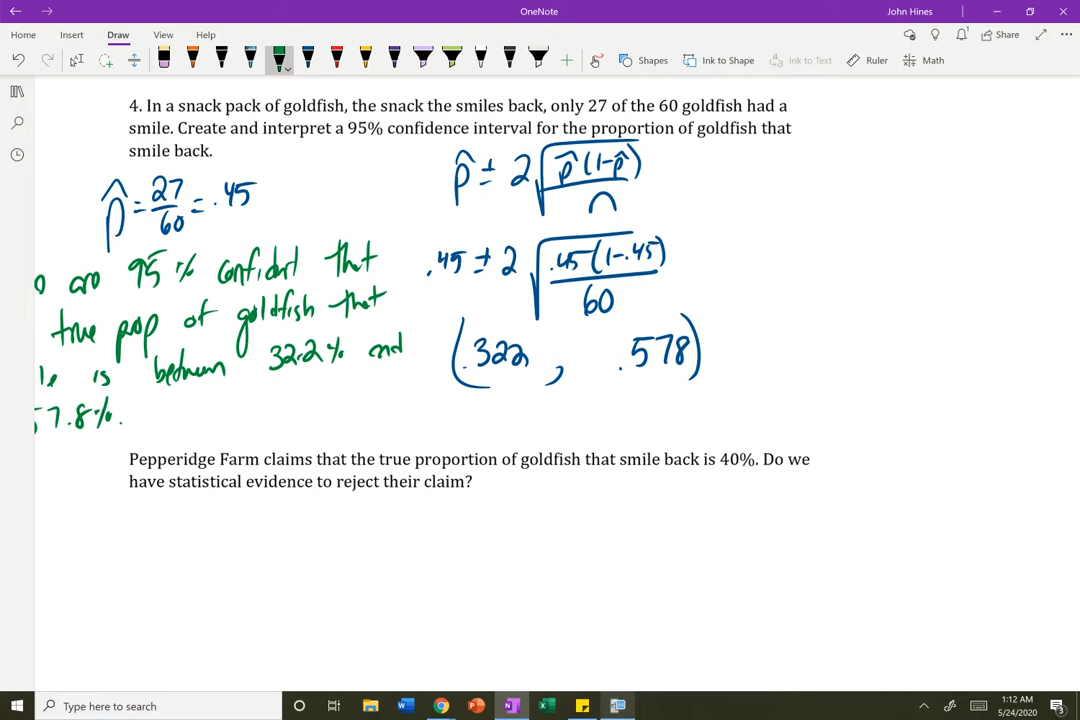 OneNote
John Hines
Home Insert Draw View Help
Share
Shapes
Ink to Shape
Ink to Text
Ruler
Math
4. In a snack pack of goldfish, the snack the smiles back, only 27 of the 60 goldfish had a
smile. Create and interpret a 95% confidence interval for the proportion of goldfish that
smile back.
p̂ = 27/60 = .45
p̂ ± 2 √(p̂(1-p̂)/n)
.45 ± 2 √(.45(1-.45)/60)
(.322, .578)
are 95% confident that
true prop of goldfish that
is between 32.2% and
57.8%.
Pepperidge Farm claims that the true proportion of goldfish that smile back is 40%. Do we
have statistical evidence to reject their claim?
Type here to search
1:12 AM
5/24/2020
3